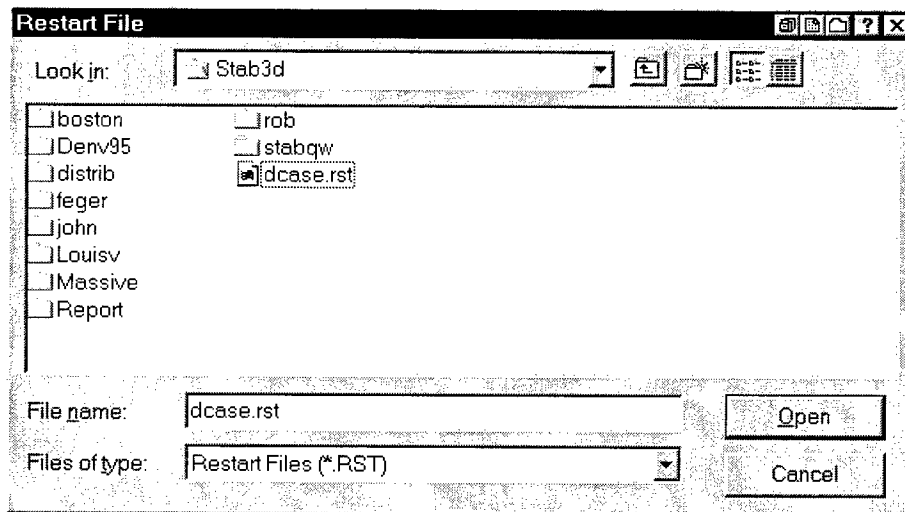 Restart File
Look in: Stab3d
boston
Denv95
distrib
feger
john
Louisv
Massive
Report
rob
stabqw
dcase.rst
File name: dcase.rst Open
Files of type: Restart Files (*.RST) Cancel